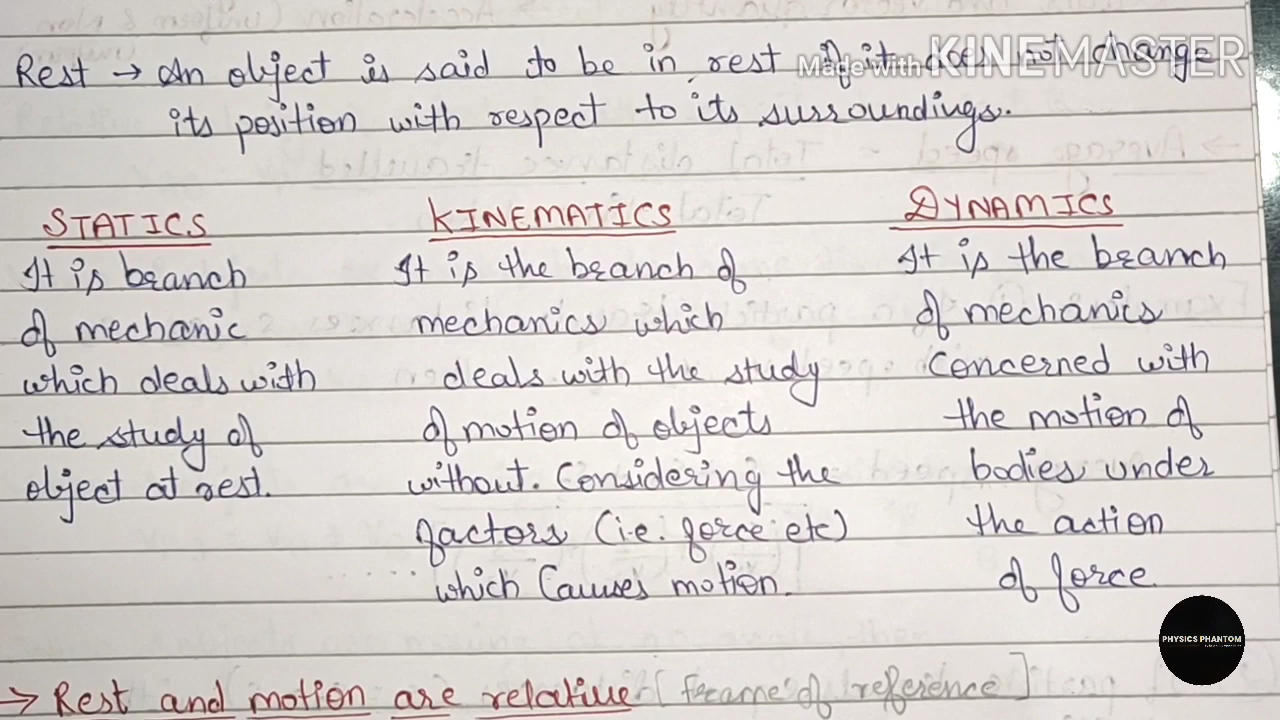 Rest → An object is said to be in rest if it does not change
its position with respect to its surroundings.
Made with KINEMASTER
STATICS
It is branch
of mechanic
which deals with
the study of
object at rest.
KINEMATICS
It is the branch of
mechanics which
deals with the study
of motion of objects
without. Considering the
factors (i.e. force etc)
which Causes motion.
DYNAMICS
It is the branch
of mechanics
Concerned with
the motion of
bodies under
the action
of force.
PHYSICS PHANTOM
→ Rest and motion are relative [frame of reference]